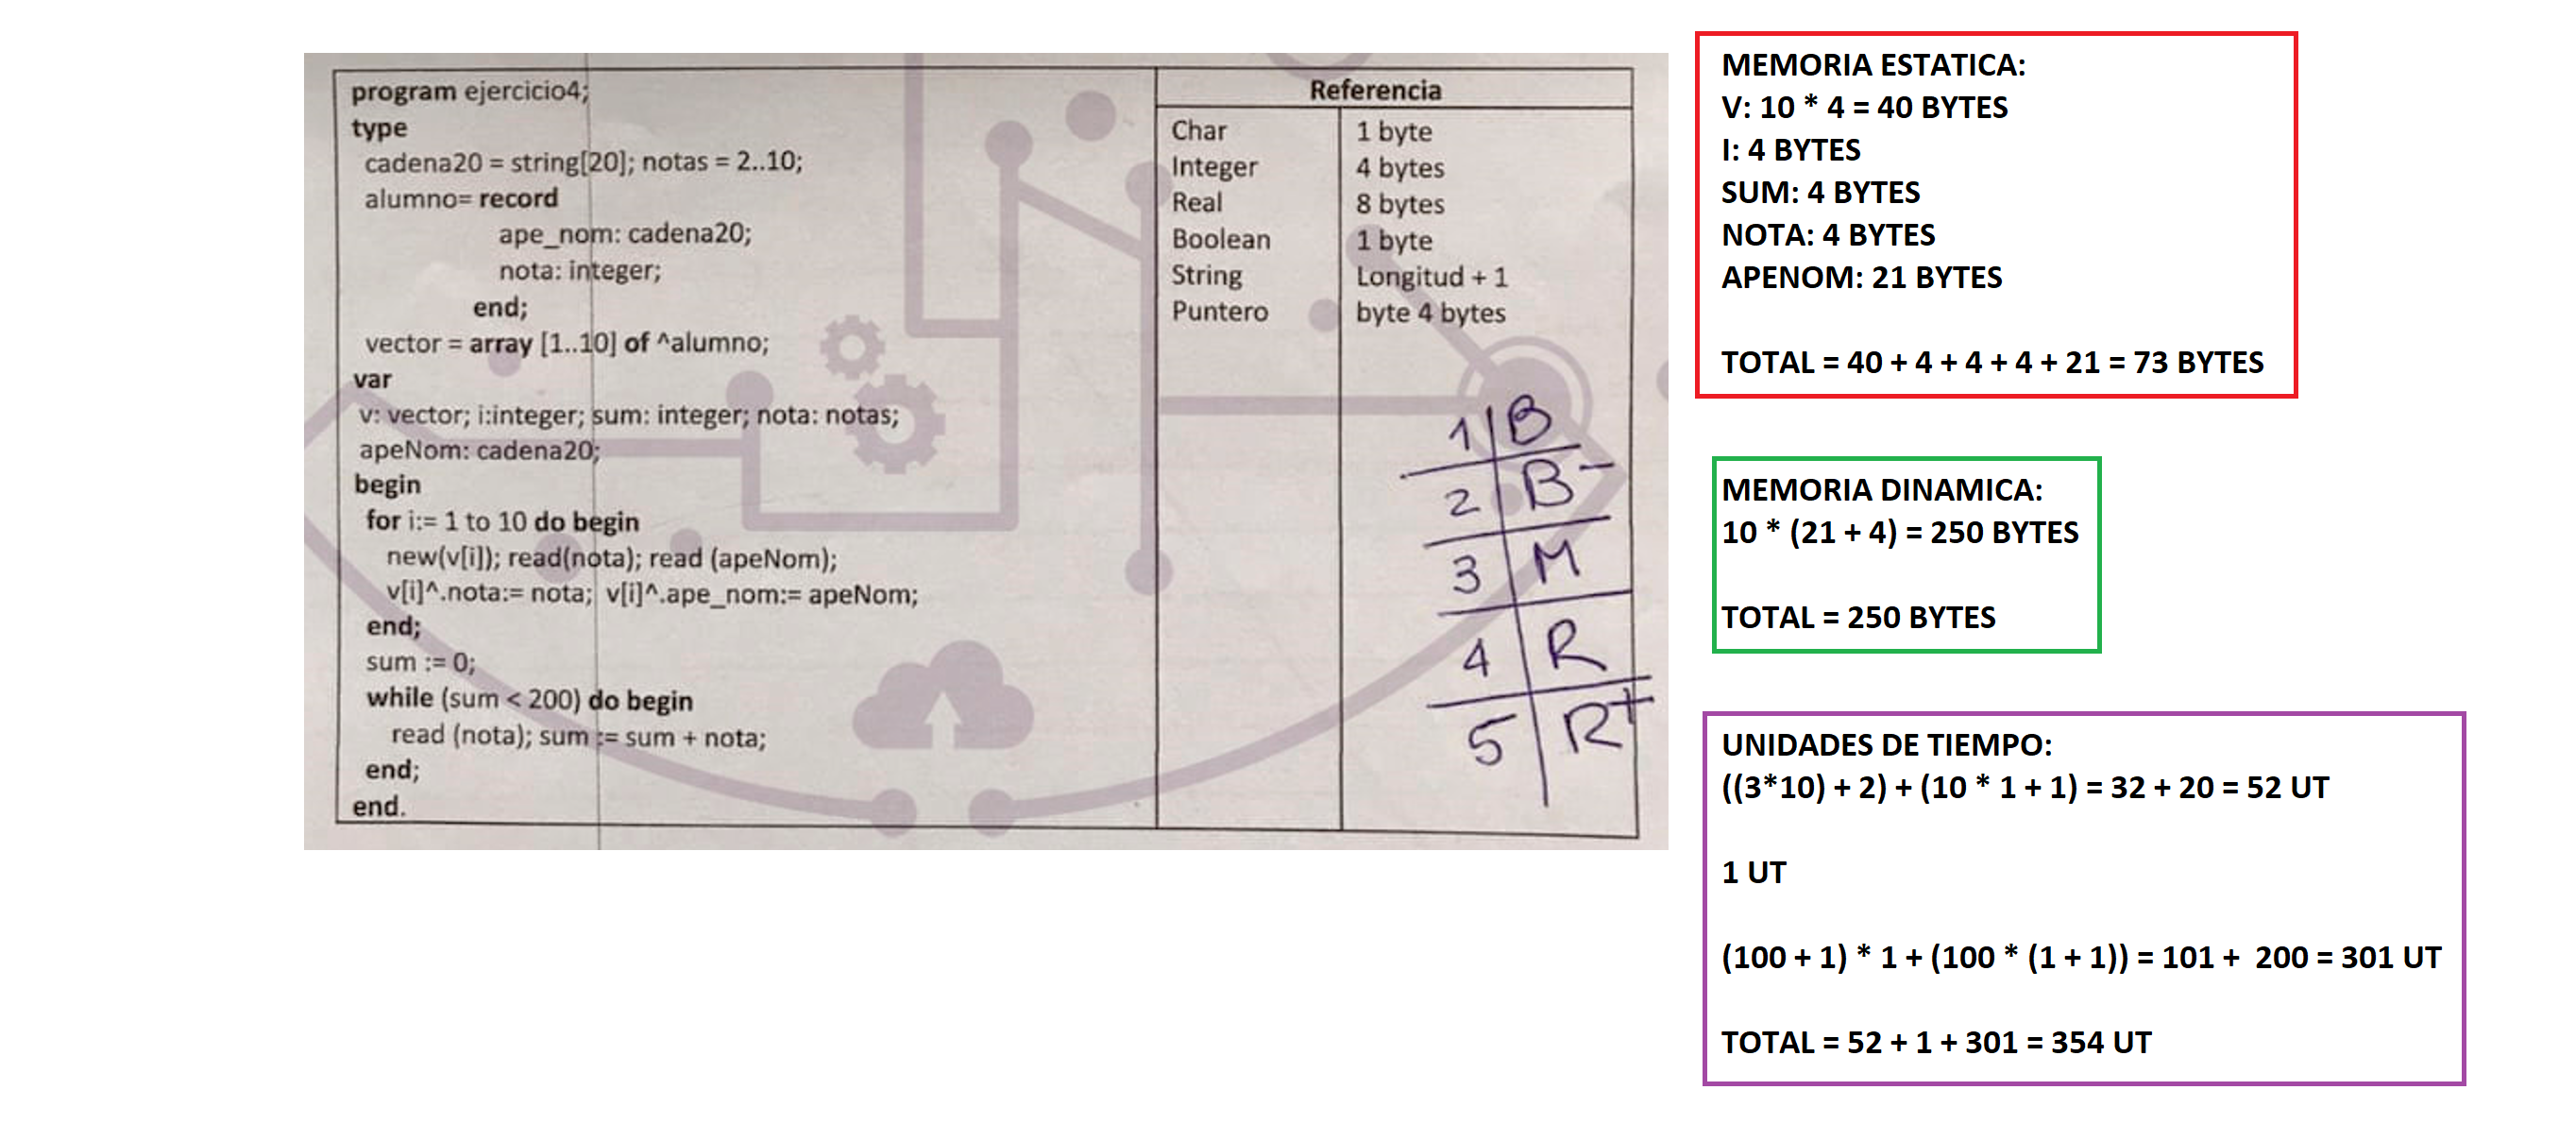 program ejercicio4;
type
cadena20 = string[20]; notas = 2..10;
alumno= record
ape_nom: cadena20;
nota: integer;
end;
vector = array [1..10] of ^alumno;
var
v: vector; i:integer; sum: integer; nota: notas;
apeNom: cadena20;
begin
for i:= 1 to 10 do begin
new(v[i]); read(nota); read (apeNom);
v[i]^.nota:= nota; v[i]^.ape_nom:= apeNom;
end;
sum := 0;
while (sum < 200) do begin
read (nota); sum := sum + nota;
end;
end.
Referencia
Char 1 byte
Integer 4 bytes
Real 8 bytes
Boolean 1 byte
String Longitud + 1
Puntero byte 4 bytes
1 B
2 B-
3 M
4 R
5 R+
MEMORIA ESTATICA:
V: 10 * 4 = 40 BYTES
I: 4 BYTES
SUM: 4 BYTES
NOTA: 4 BYTES
APENOM: 21 BYTES
TOTAL = 40 + 4 + 4 + 4 + 21 = 73 BYTES
MEMORIA DINAMICA:
10 * (21 + 4) = 250 BYTES
TOTAL = 250 BYTES
UNIDADES DE TIEMPO:
((3*10) + 2) + (10 * 1 + 1) = 32 + 20 = 52 UT
1 UT
(100 + 1) * 1 + (100 * (1 + 1)) = 101 + 200 = 301 UT
TOTAL = 52 + 1 + 301 = 354 UT